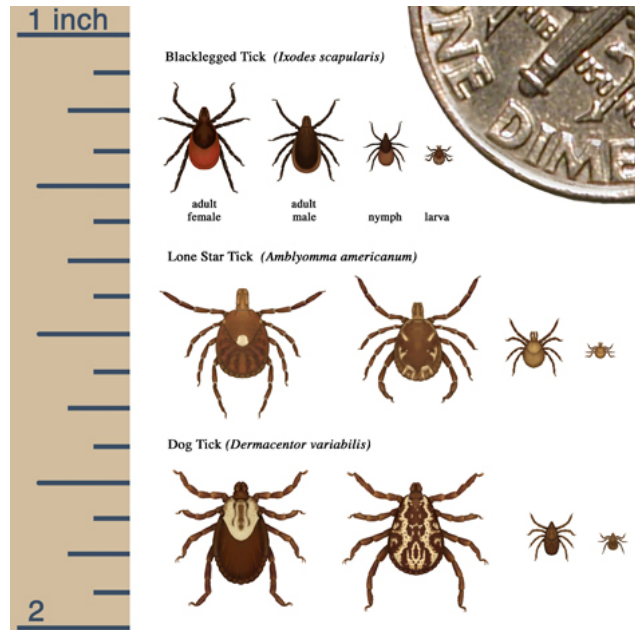 1 inch
Blacklegged Tick (Ixodes scapularis)
ONE DIME
adult female
adult male
nymph
larva
Lone Star Tick (Amblyomma americanum)
Dog Tick (Dermacentor variabilis)
2